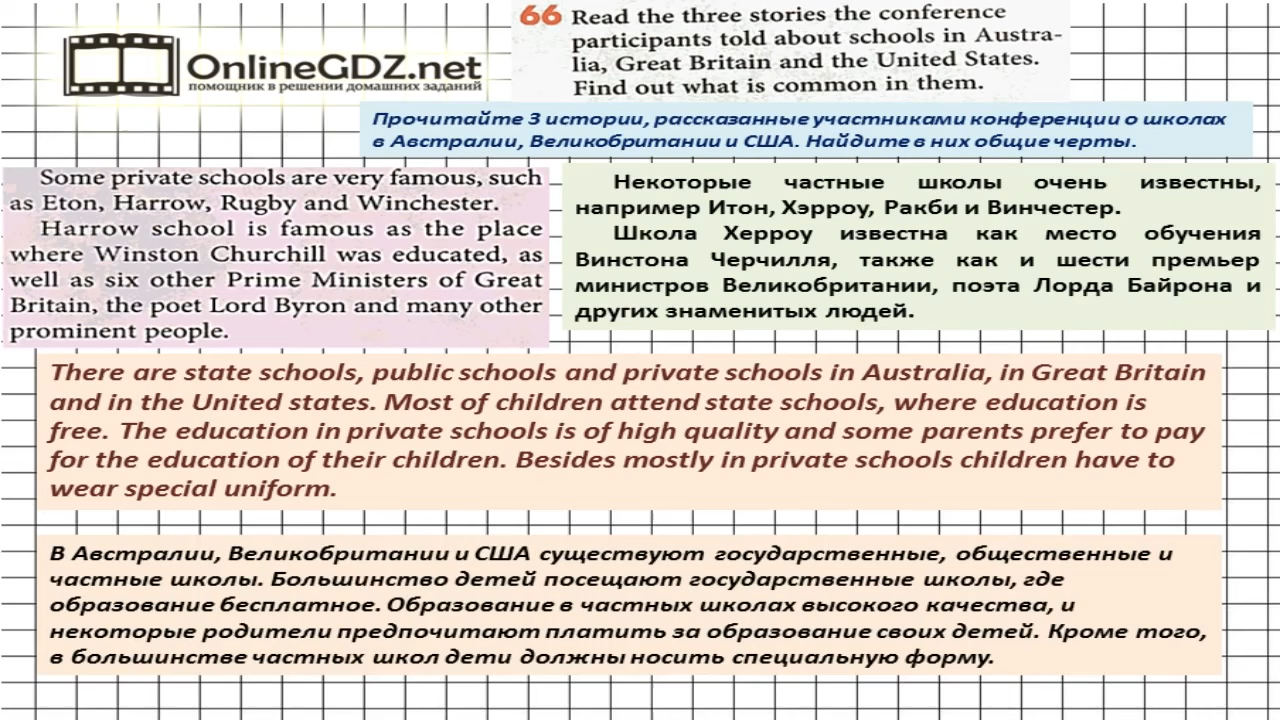 66 Read the three stories the conference
participants told about schools in Austra-
lia, Great Britain and the United States.
Find out what is common in them.
OnlineGDZ.net
помощник в решении домашних заданий
Прочитайте 3 истории, рассказанные участниками конференции о школах
в Австралии, Великобритании и США. Найдите в них общие черты.
Some private schools are very famous, such
as Eton, Harrow, Rugby and Winchester.
Harrow school is famous as the place
where Winston Churchill was educated, as
well as six other Prime Ministers of Great
Britain, the poet Lord Byron and many other
prominent people.
Некоторые частные школы очень известны,
например Итон, Хэрроу, Ракби и Винчестер.
Школа Херроу известна как место обучения
Винстона Черчилля, также как и шести премьер
министров Великобритании, поэта Лорда Байрона и
других знаменитых людей.
There are state schools, public schools and private schools in Australia, in Great Britain
and in the United states. Most of children attend state schools, where education is
free. The education in private schools is of high quality and some parents prefer to pay
for the education of their children. Besides mostly in private schools children have to
wear special uniform.
В Австралии, Великобритании и США существуют государственные, общественные и
частные школы. Большинство детей посещают государственные школы, где
образование бесплатное. Образование в частных школах высокого качества, и
некоторые родители предпочитают платить за образование своих детей. Кроме того,
в большинстве частных школ дети должны носить специальную форму.